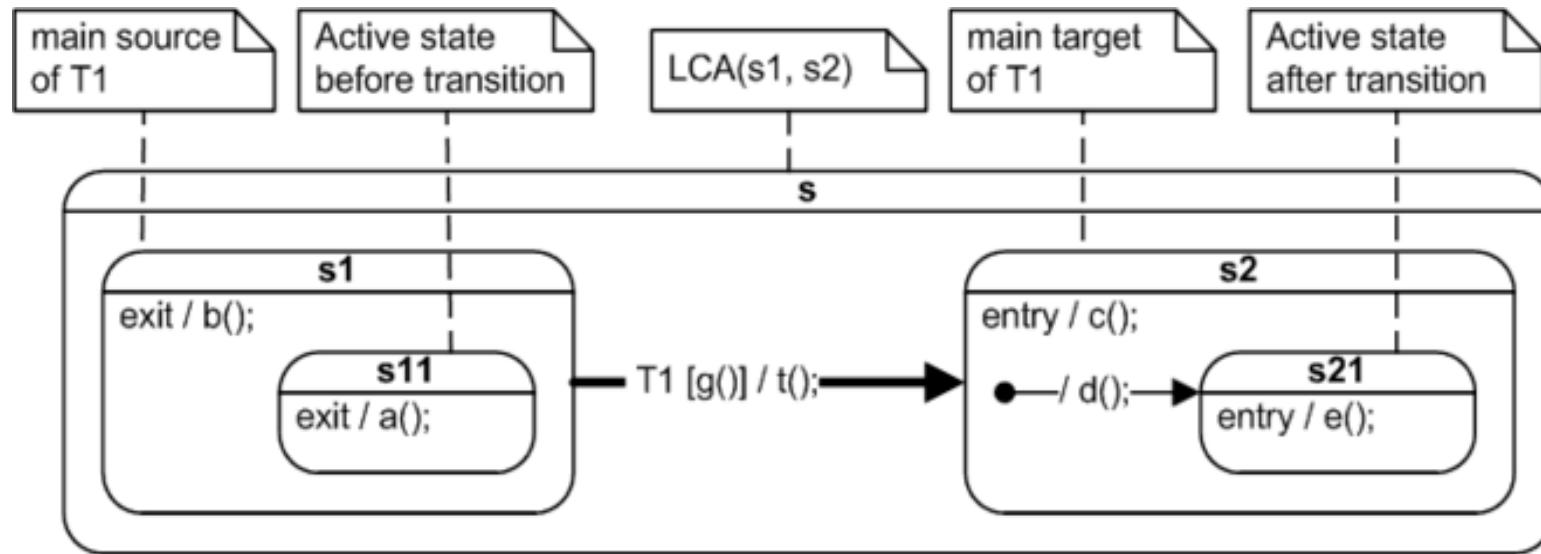 main source
of T1
Active state
before transition
LCA(s1, s2)
main target
of T1
Active state
after transition
s
s1
exit / b();
s11
exit / a();
T1 [g()] / t();
s2
entry / c();
/ d();
s21
entry / e();